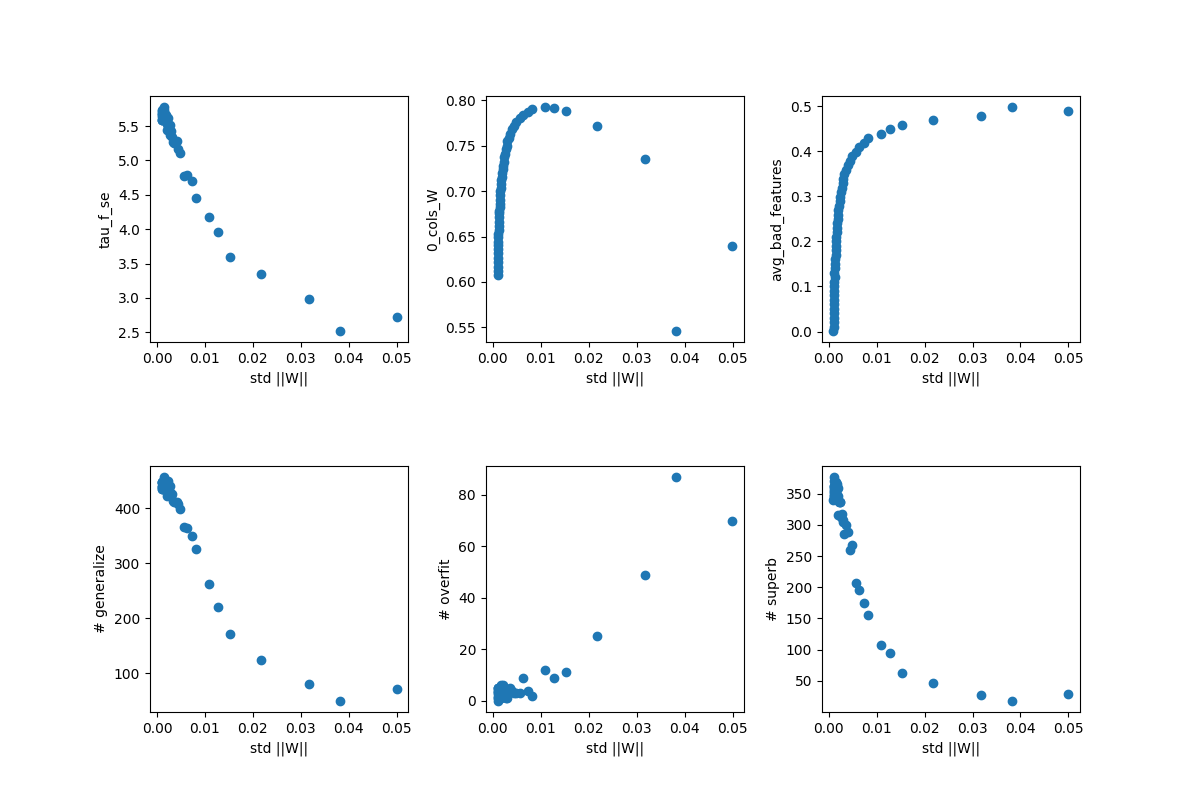 tau_f_se
5.5
5.0
4.5
4.0
3.5
3.0
2.5
0.00 0.01 0.02 0.03 0.04 0.05
std ||W||
0_cols_W
0.80
0.75
0.70
0.65
0.60
0.55
0.00 0.01 0.02 0.03 0.04 0.05
std ||W||
avg_bad_features
0.5
0.4
0.3
0.2
0.1
0.0
0.00 0.01 0.02 0.03 0.04 0.05
std ||W||
# generalize
400
300
200
100
0.00 0.01 0.02 0.03 0.04 0.05
std ||W||
# overfit
80
60
40
20
0
0.00 0.01 0.02 0.03 0.04 0.05
std ||W||
# superb
350
300
250
200
150
100
50
0.00 0.01 0.02 0.03 0.04 0.05
std ||W||